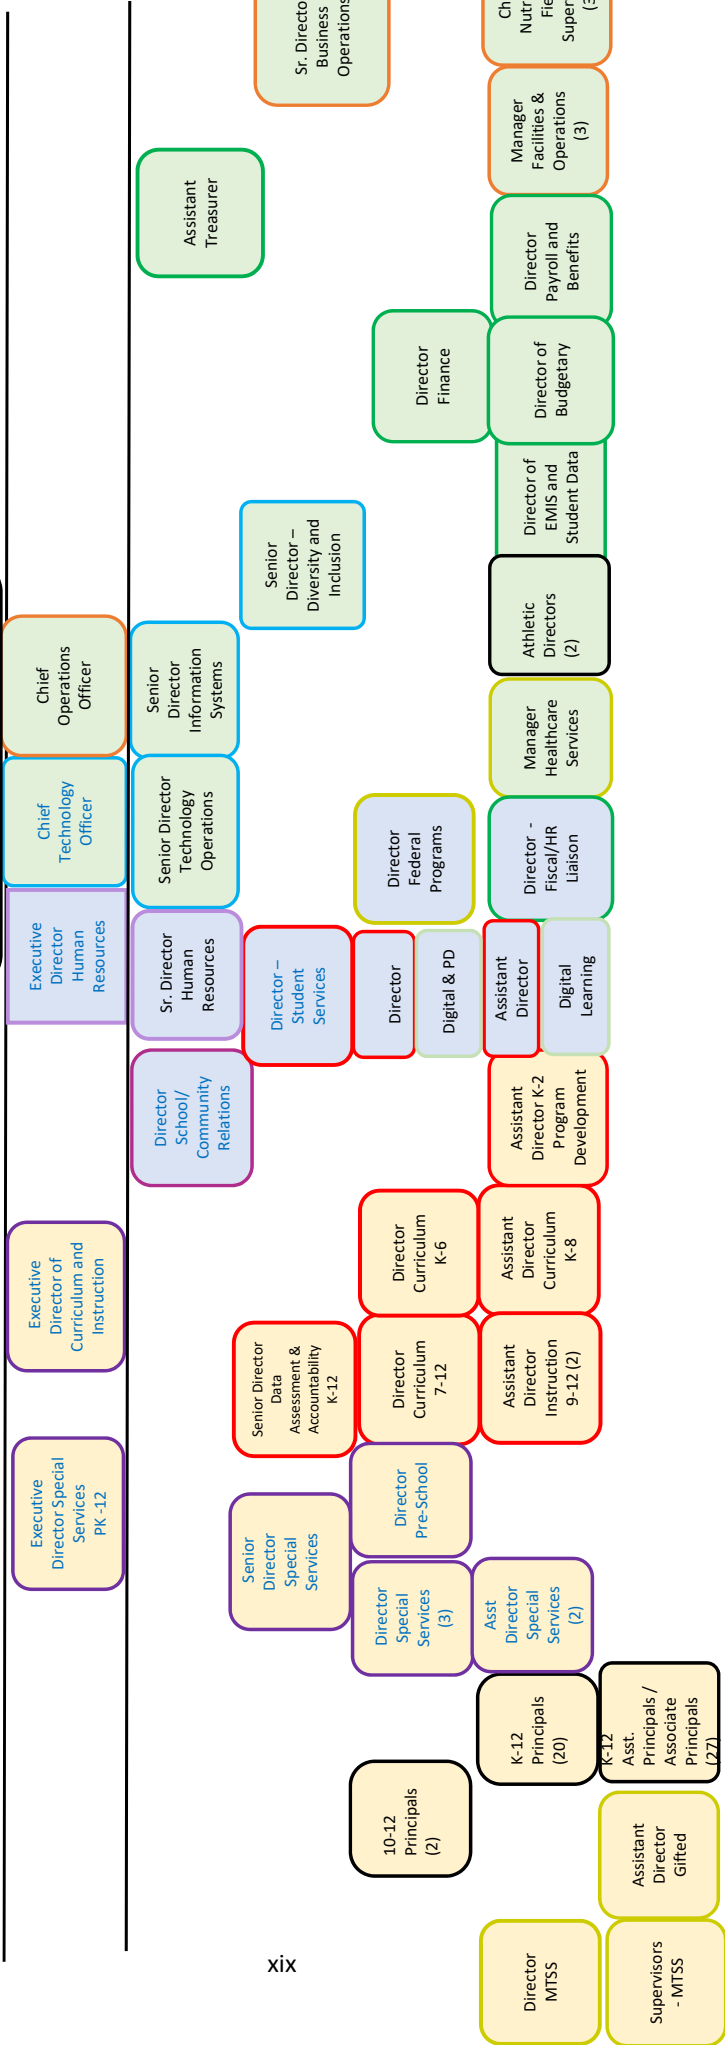 Executive
Director Special
Services
PK -12
Executive
Director of
Curriculum and
Instruction
Executive
Director
Human
Resources
Chief
Technology
Officer
Chief
Operations
Officer
Director
School/
Community
Relations
Sr. Director
Human
Resources
Senior Director
Technology
Operations
Senior
Director
Information
Systems
Assistant
Treasurer
Senior
Director
Special
Services
Senior Director
Data
Assessment &
Accountability
K-12
Director –
Student
Services
Senior
Director –
Diversity and
Inclusion
Sr. Directo
Business
Operations
10-12
Principals
(2)
Director
Special
Services
(3)
Director
Pre-School
Director
Curriculum
7-12
Director
Curriculum
K-6
Director
Digital & PD
Director
Federal
Programs
Director
Finance
Director
MTSS
K-12
Principals
(20)
Asst
Director
Special
Services
(2)
Assistant
Director
Instruction
9-12 (2)
Assistant
Director
Curriculum
K-8
Assistant
Director K-2
Program
Development
Assistant
Director
Digital
Learning
Director -
Fiscal/HR
Liaison
Manager
Healthcare
Services
Athletic
Directors
(2)
Director of
EMIS and
Student Data
Director of
Budgetary
Director
Payroll and
Benefits
Manager
Facilities &
Operations
(3)
Ch
Nutr
Fie
Super
Supervisors
- MTSS
Assistant
Director
Gifted
K-12
Asst.
Principals /
Associate
Principals
(27)
xix